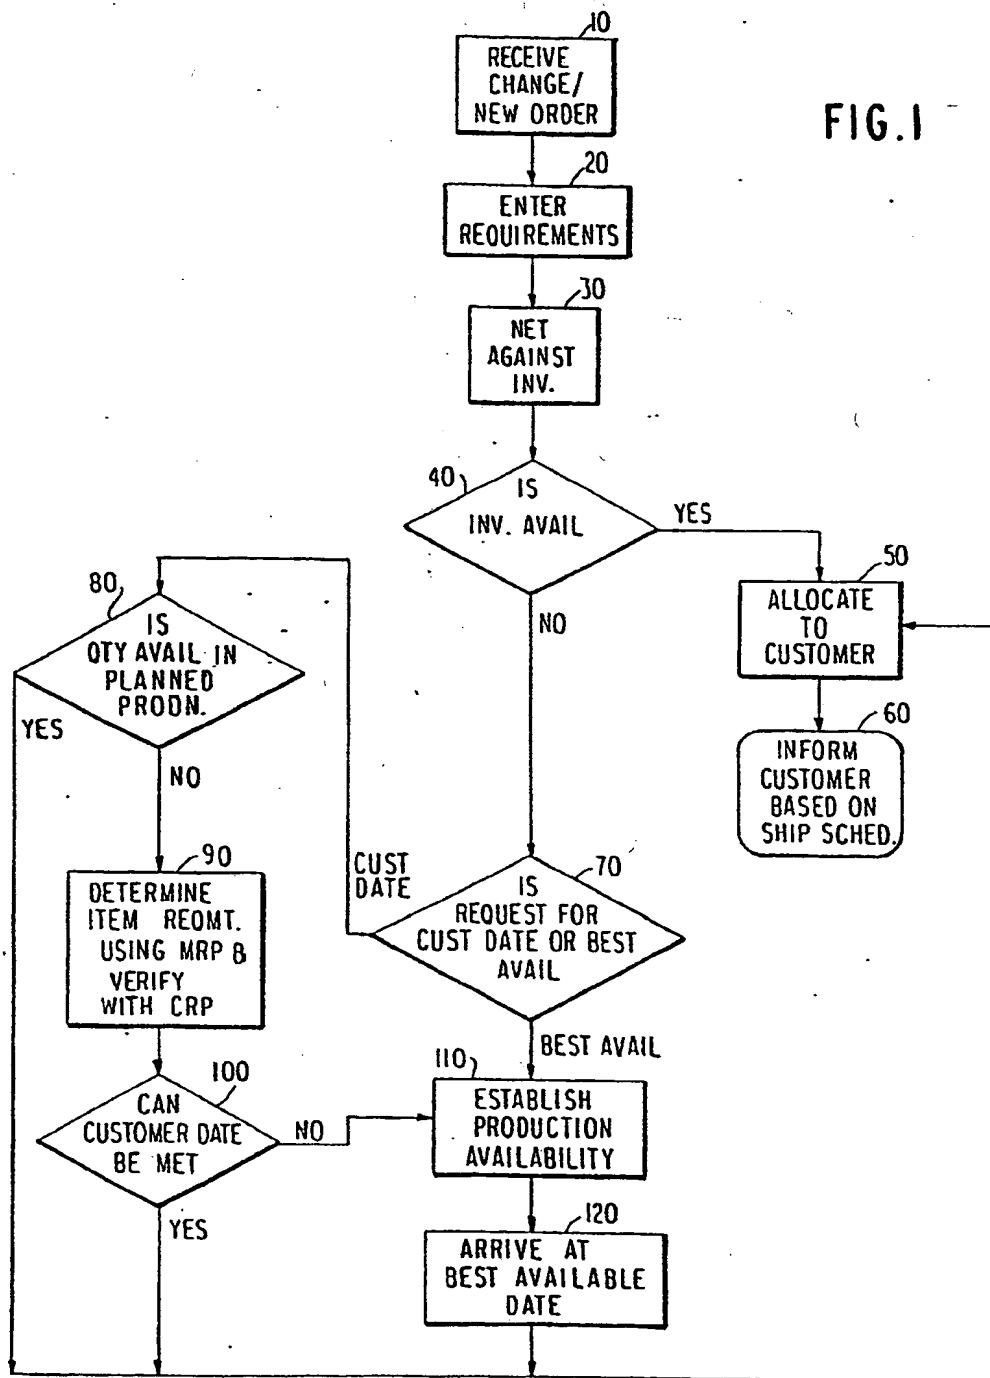 10
RECEIVE
CHANGE/
NEW ORDER
FIG.1
20
ENTER
REQUIREMENTS
30
NET
AGAINST
INV.
40
IS
INV. AVAIL
YES
NO
50
ALLOCATE
TO
CUSTOMER
60
INFORM
CUSTOMER
BASED ON
SHIP SCHED.
80
IS
QTY AVAIL IN
PLANNED
PRODN.
YES
NO
90
DETERMINE
ITEM REQMT.
USING MRP &
VERIFY
WITH CRP
CUST
DATE
70
IS
REQUEST FOR
CUST DATE OR BEST
AVAIL
BEST AVAIL
100
CAN
CUSTOMER DATE
BE MET
NO
YES
110
ESTABLISH
PRODUCTION
AVAILABILITY
120
ARRIVE AT
BEST AVAILABLE
DATE